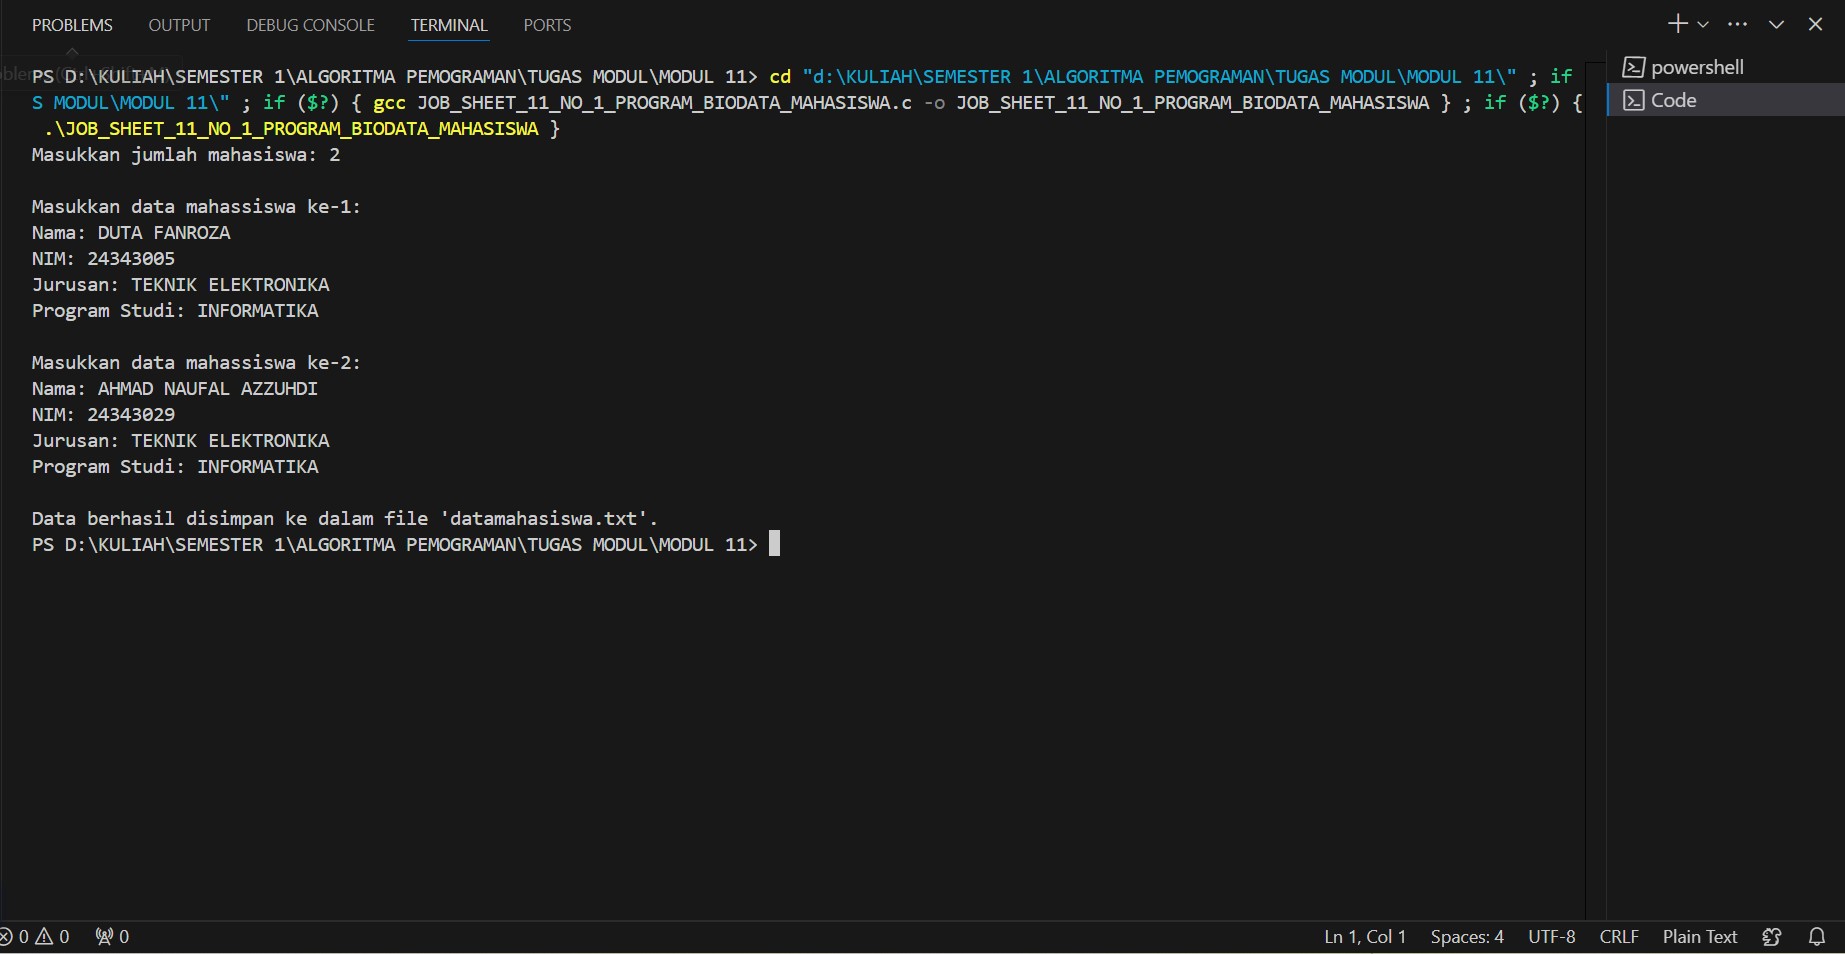 PROBLEMS OUTPUT DEBUG CONSOLE TERMINAL PORTS
PS D:\KULIAH\SEMESTER 1\ALGORITMA PEMOGRAMAN\TUGAS MODUL\MODUL 11> cd "d:\KULIAH\SEMESTER 1\ALGORITMA PEMOGRAMAN\TUGAS MODUL\MODUL 11\" ; if
S MODUL\MODUL 11\" ; if ($?) { gcc JOB_SHEET_11_NO_1_PROGRAM_BIODATA_MAHASISWA.c -o JOB_SHEET_11_NO_1_PROGRAM_BIODATA_MAHASISWA } ; if ($?) {
.\JOB_SHEET_11_NO_1_PROGRAM_BIODATA_MAHASISWA }
Masukkan jumlah mahasiswa: 2
Masukkan data mahassiswa ke-1:
Nama: DUTA FANROZA
NIM: 24343005
Jurusan: TEKNIK ELEKTRONIKA
Program Studi: INFORMATIKA
Masukkan data mahassiswa ke-2:
Nama: AHMAD NAUFAL AZZUHDI
NIM: 24343029
Jurusan: TEKNIK ELEKTRONIKA
Program Studi: INFORMATIKA
Data berhasil disimpan ke dalam file 'datamahasiswa.txt'.
PS D:\KULIAH\SEMESTER 1\ALGORITMA PEMOGRAMAN\TUGAS MODUL\MODUL 11>
powershell
Code
0 0 0 Ln 1, Col 1 Spaces: 4 UTF-8 CRLF Plain Text